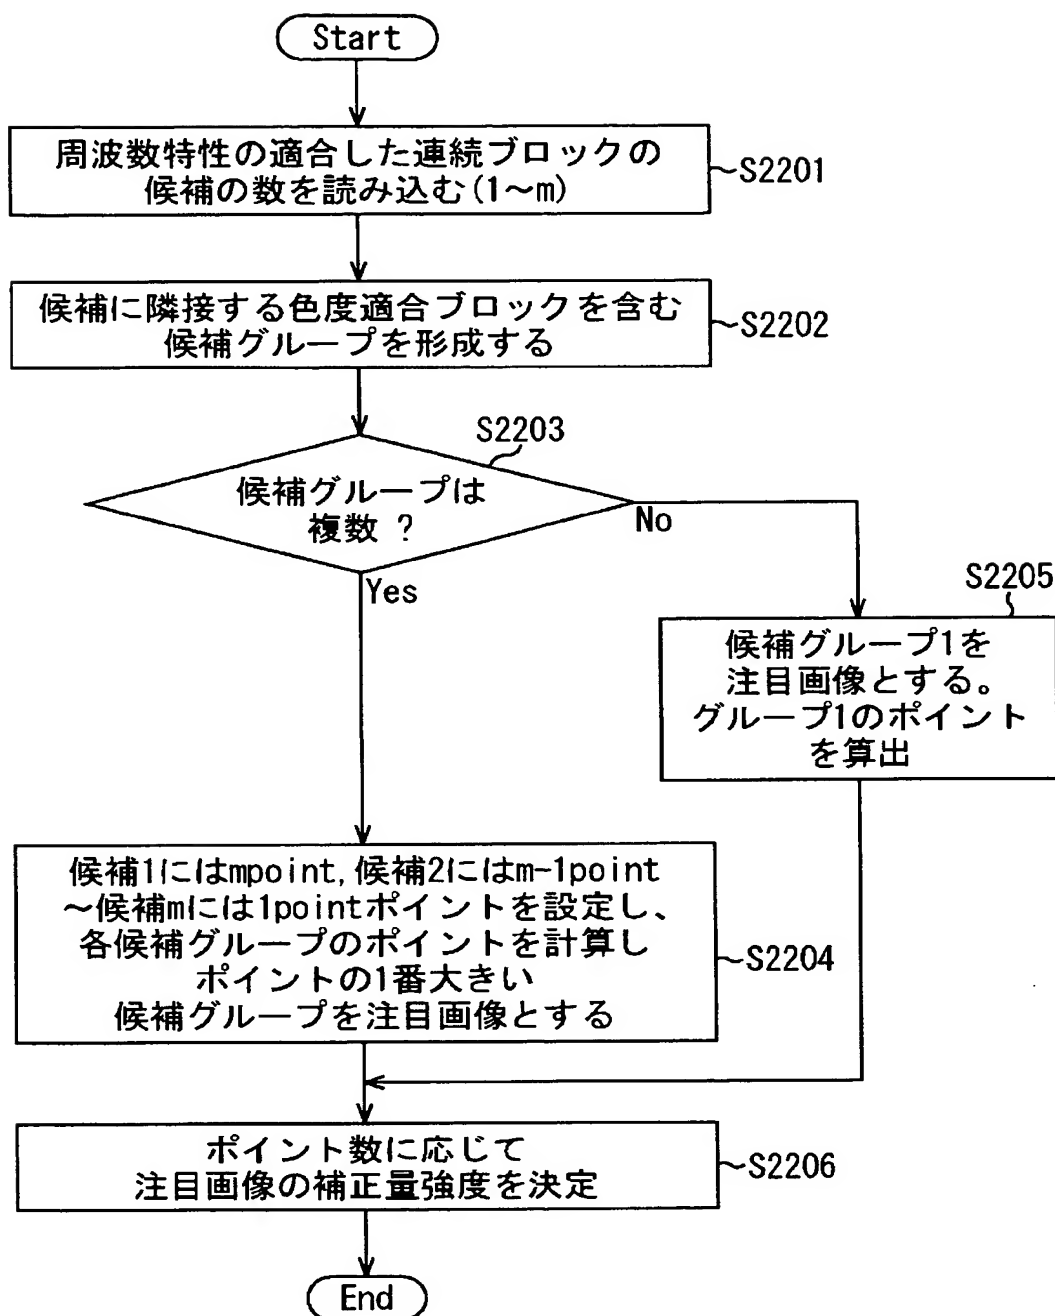 Start
周波数特性の適合した連続ブロックの
候補の数を読み込む(1~m)
~S2201
候補に隣接する色度適合ブロックを含む
候補グループを形成する
~S2202
S2203
候補グループは
複数 ?
No
Yes
S2205
候補グループ1を
注目画像とする。
グループ1のポイント
を算出
候補1にはmpoint,候補2にはm-1point
~候補mには1pointポイントを設定し、
各候補グループのポイントを計算し
ポイントの1番大きい
候補グループを注目画像とする
~S2204
ポイント数に応じて
注目画像の補正量強度を決定
~S2206
End